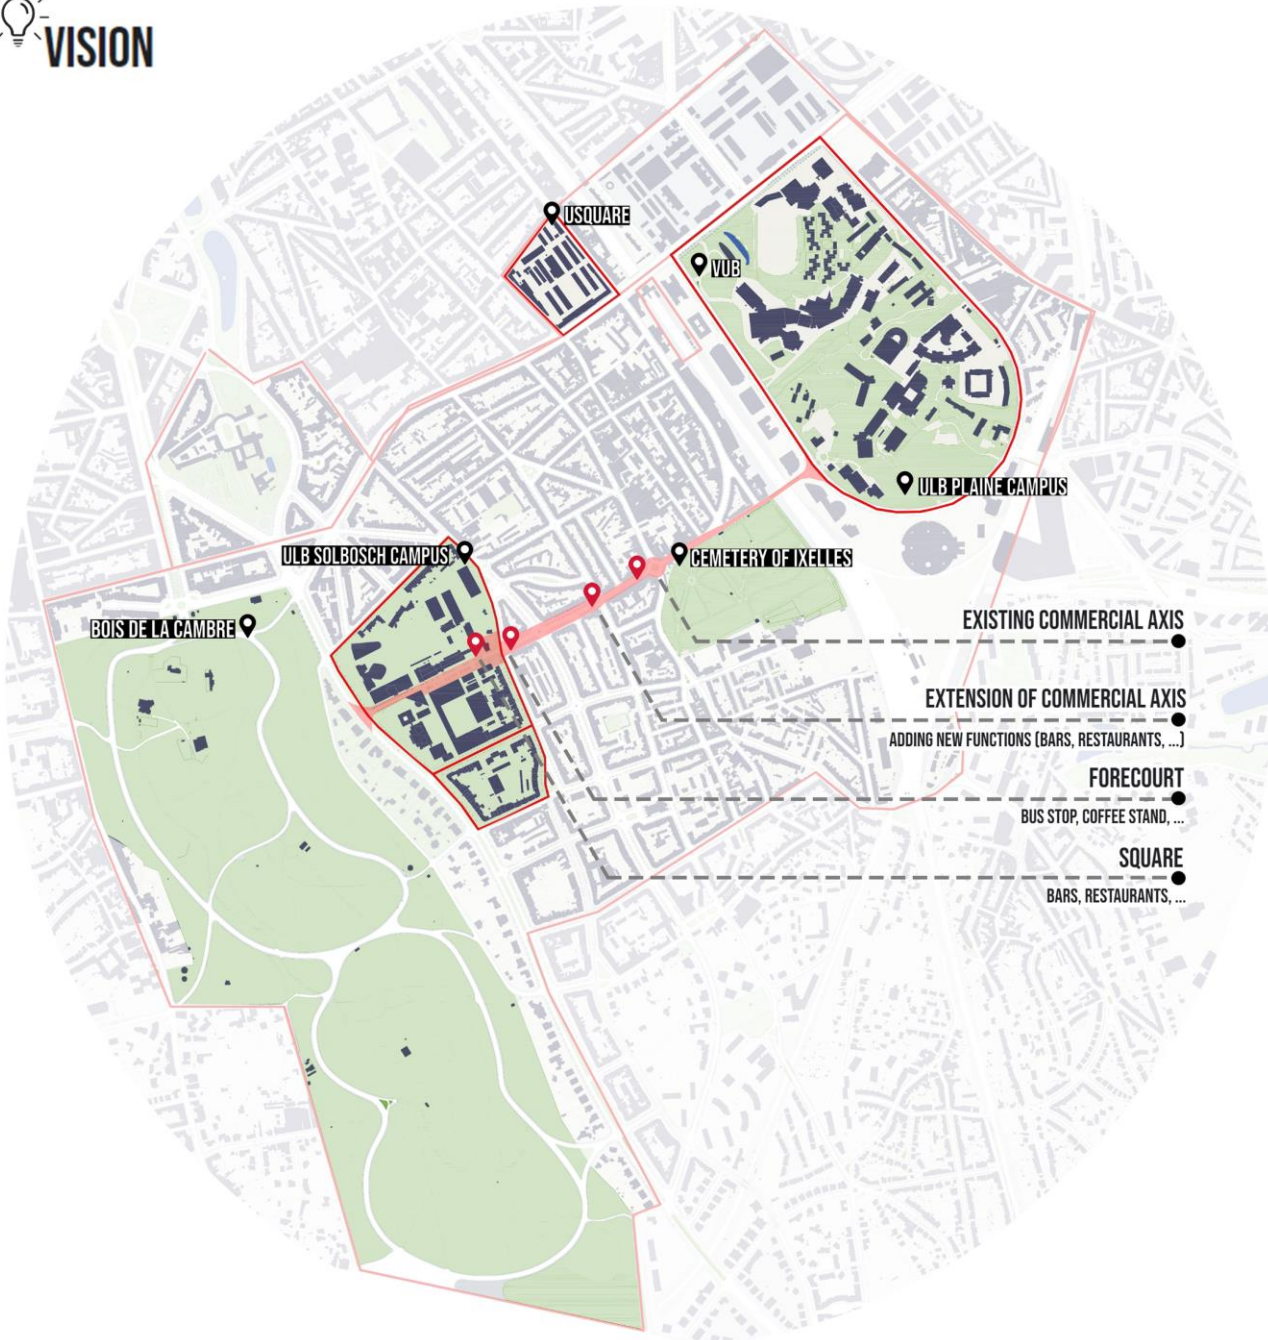 VISION
USQUARE
VUB
ULB PLAINE CAMPUS
ULB SOLBOSCH CAMPUS
CEMETERY OF IXELLES
BOIS DE LA CAMBRE
EXISTING COMMERCIAL AXIS
EXTENSION OF COMMERCIAL AXIS
ADDING NEW FUNCTIONS (BARS, RESTAURANTS, ...)
FORECOURT
BUS STOP, COFFEE STAND, ...
SQUARE
BARS, RESTAURANTS, ...